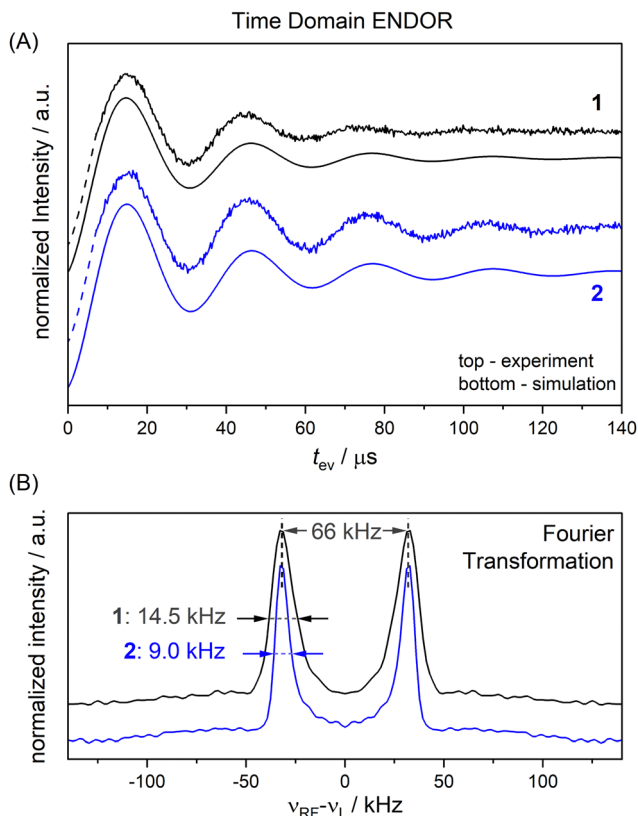 Time Domain ENDOR
(A)
normalized Intensity / a.u.
1
2
top - experiment
bottom - simulation
0 20 40 60 80 100 120 140
t_ev / μs
(B)
normalized intensity / a.u.
66 kHz
Fourier
Transformation
1: 14.5 kHz
2: 9.0 kHz
-100 -50 0 50 100
ν_RF-ν_L / kHz